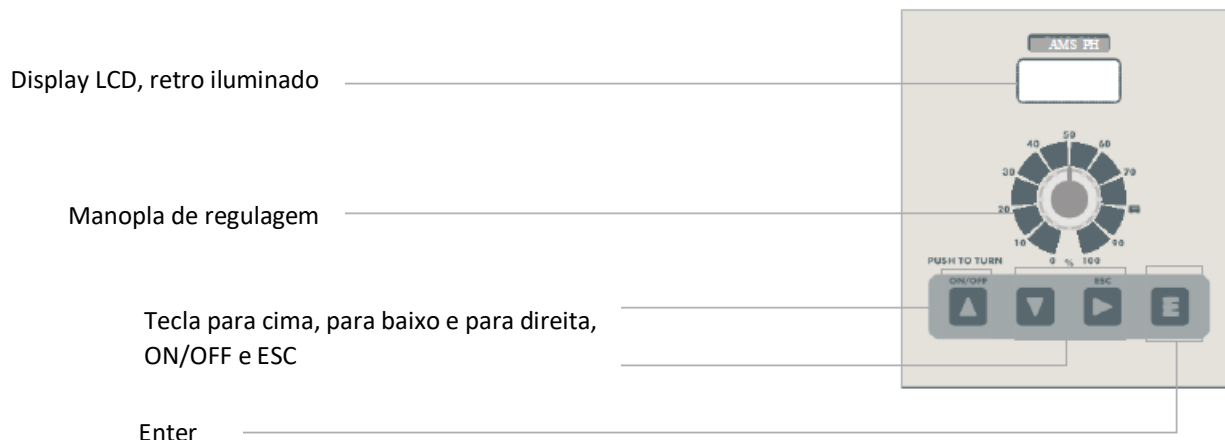 AMS PH
Display LCD, retro iluminado
50
40 60
30 70
Manopla de regulagem
20
10 90
0 % 100
PUSH TO TURN
ON/OFF ESC
Tecla para cima, para baixo e para direita,
ON/OFF e ESC
E
Enter